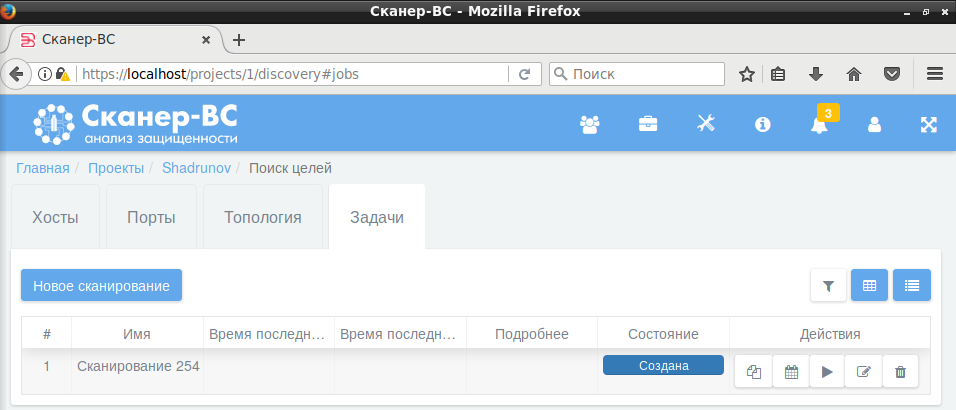 Сканер-ВС - Mozilla Firefox
Сканер-ВС
https://localhost/projects/1/discovery#jobs
Поиск
Сканер-ВС
анализ защищенности
3
Главная / Проекты / Shadrunov / Поиск целей
Хосты Порты Топология Задачи
Новое сканирование
# Имя Время последн... Время последн... Подробнее Состояние Действия
1 Сканирование 254 Создана